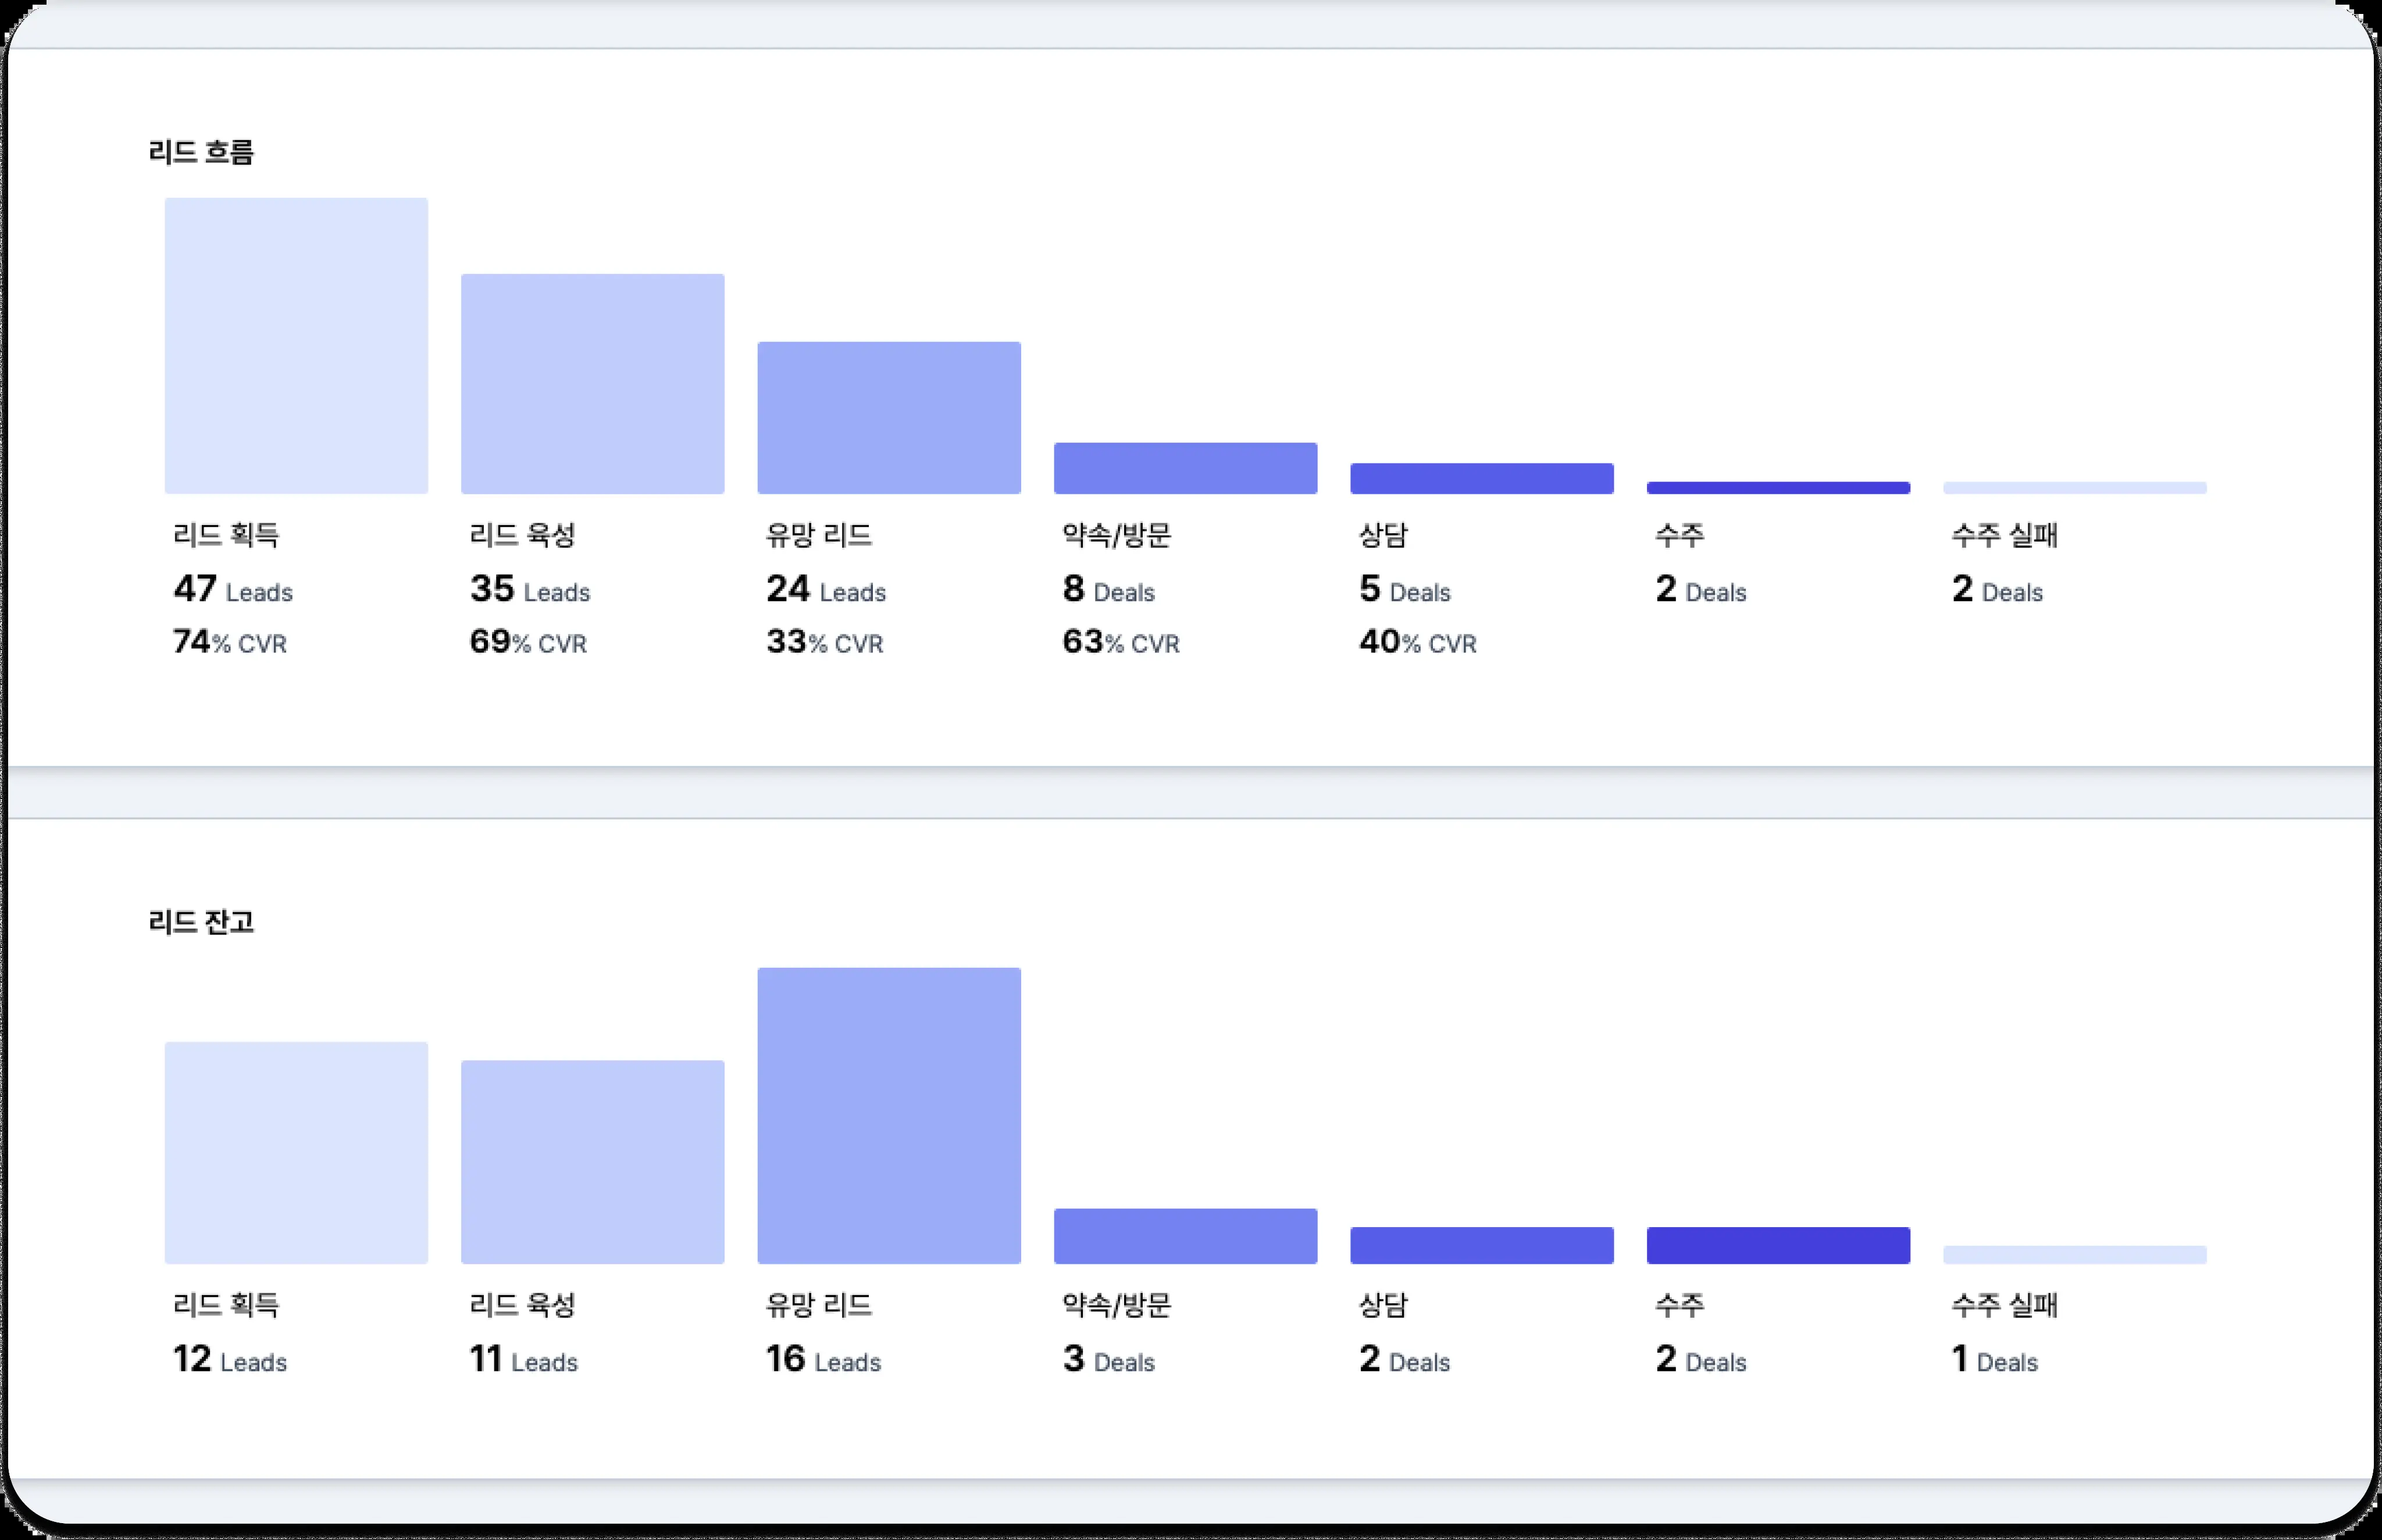 리드 흐름
리드 획득
47 Leads
74% CVR
리드 육성
35 Leads
69% CVR
유망 리드
24 Leads
33% CVR
약속/방문
8 Deals
63% CVR
상담
5 Deals
40% CVR
수주
2 Deals
수주 실패
2 Deals
리드 잔고
리드 획득
12 Leads
리드 육성
11 Leads
유망 리드
16 Leads
약속/방문
3 Deals
상담
2 Deals
수주
2 Deals
수주 실패
1 Deals